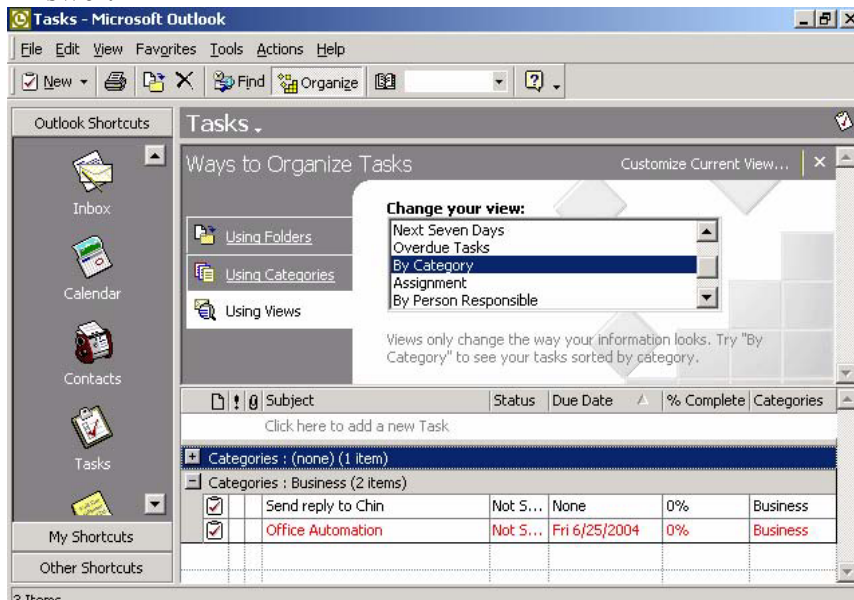 Tasks - Microsoft Outlook
File Edit View Favorites Tools Actions Help
New Find Organize
Outlook Shortcuts
Inbox
Calendar
Contacts
Tasks
My Shortcuts
Other Shortcuts
Tasks
Ways to Organize Tasks Customize Current View...
Using Folders
Using Categories
Using Views
Change your view:
Next Seven Days
Overdue Tasks
By Category
Assignment
By Person Responsible
Views only change the way your information looks. Try "By
Category" to see your tasks sorted by category.
Subject Status Due Date % Complete Categories
Click here to add a new Task
Categories : (none) (1 item)
Categories : Business (2 items)
Send reply to Chin Not S... None 0% Business
Office Automation Not S... Fri 6/25/2004 0% Business
3 Items